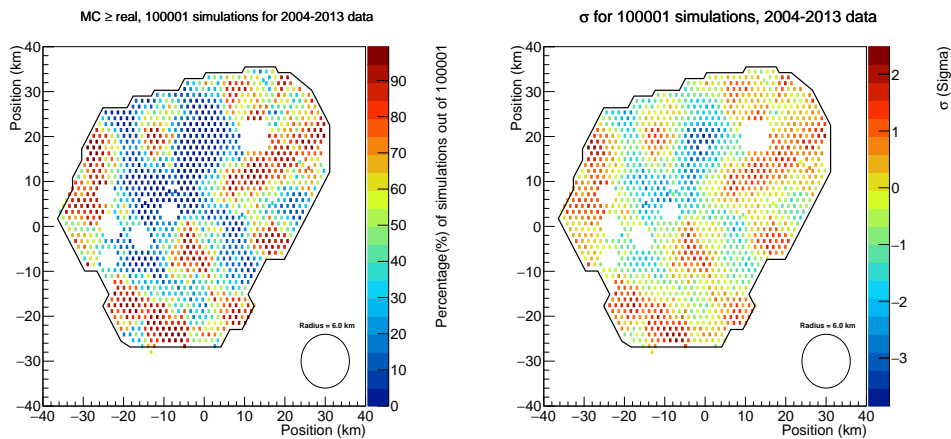 MC ≥ real, 100001 simulations for 2004-2013 data
Position (km)
40
30
20
10
0
−10
−20
−30
−40
−40 −30 −20 −10 0 10 20 30 40
Position (km)
Radius = 6.0 km
90
80
70
60
50
40
30
20
10
0
Percentage(%) of simulations out of 100001
σ for 100001 simulations, 2004-2013 data
Position (km)
40
30
20
10
0
−10
−20
−30
−40
−40 −30 −20 −10 0 10 20 30 40
Position (km)
Radius = 6.0 km
2
1
0
−1
−2
−3
σ (Sigma)